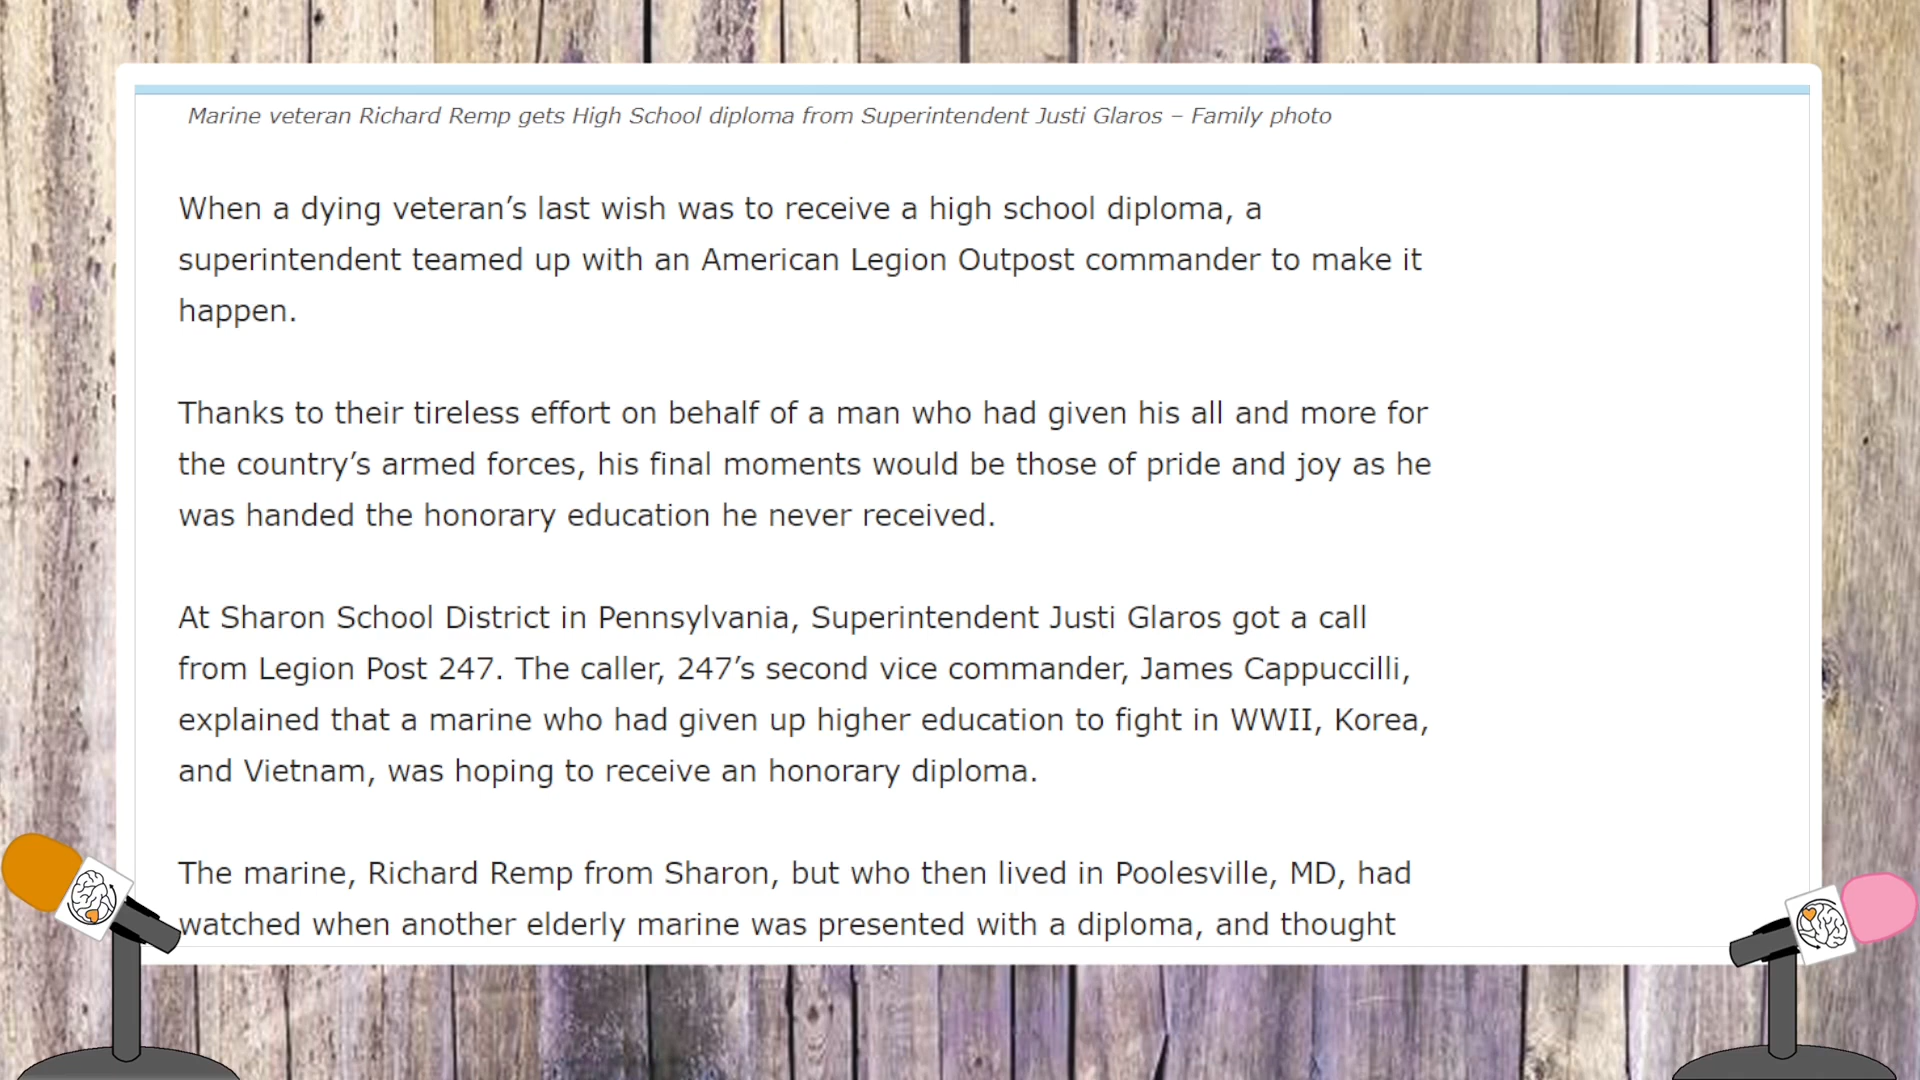 Marine veteran Richard Remp gets High School diploma from Superintendent Justi Glaros – Family photo
When a dying veteran’s last wish was to receive a high school diploma, a
superintendent teamed up with an American Legion Outpost commander to make it
happen.
Thanks to their tireless effort on behalf of a man who had given his all and more for
the country’s armed forces, his final moments would be those of pride and joy as he
was handed the honorary education he never received.
At Sharon School District in Pennsylvania, Superintendent Justi Glaros got a call
from Legion Post 247. The caller, 247’s second vice commander, James Cappuccilli,
explained that a marine who had given up higher education to fight in WWII, Korea,
and Vietnam, was hoping to receive an honorary diploma.
The marine, Richard Remp from Sharon, but who then lived in Poolesville, MD, had
watched when another elderly marine was presented with a diploma, and thought